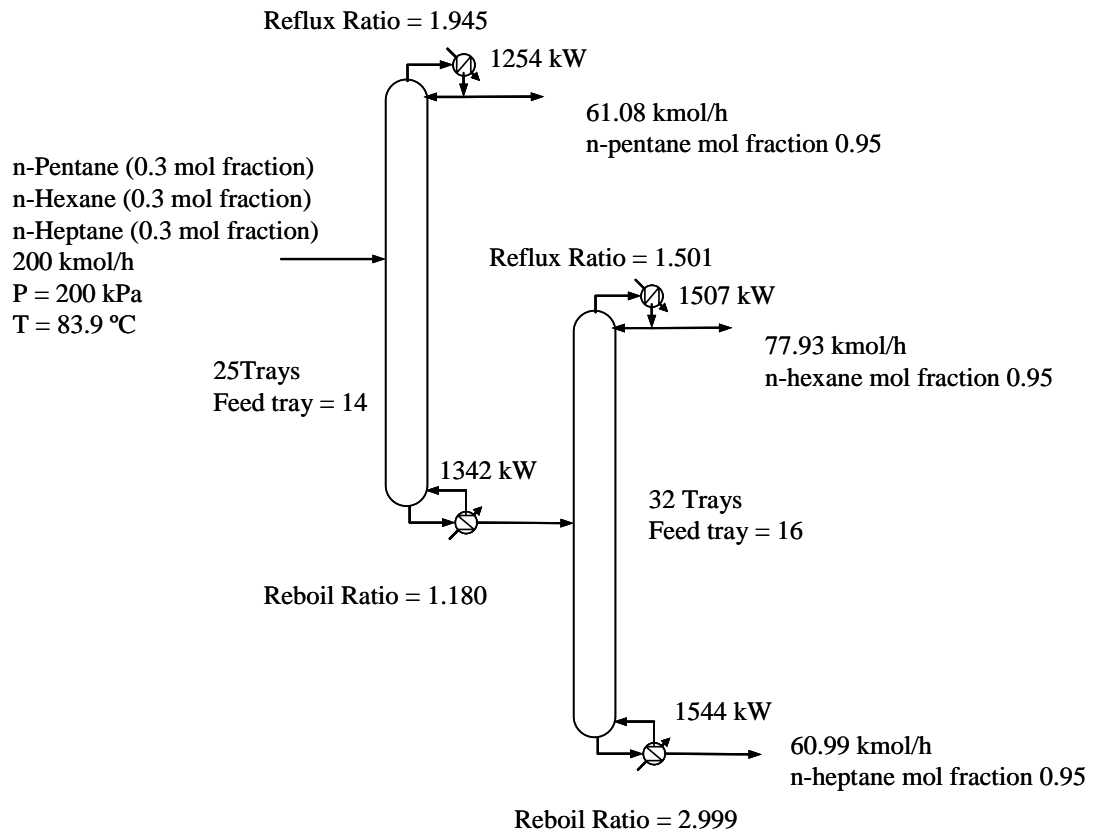 Reflux Ratio = 1.945
1254 kW
61.08 kmol/h
n-pentane mol fraction 0.95
n-Pentane (0.3 mol fraction)
n-Hexane (0.3 mol fraction)
n-Heptane (0.3 mol fraction)
200 kmol/h
P = 200 kPa
T = 83.9 ºC
Reflux Ratio = 1.501
1507 kW
77.93 kmol/h
n-hexane mol fraction 0.95
25Trays
Feed tray = 14
1342 kW
32 Trays
Feed tray = 16
Reboil Ratio = 1.180
1544 kW
60.99 kmol/h
n-heptane mol fraction 0.95
Reboil Ratio = 2.999